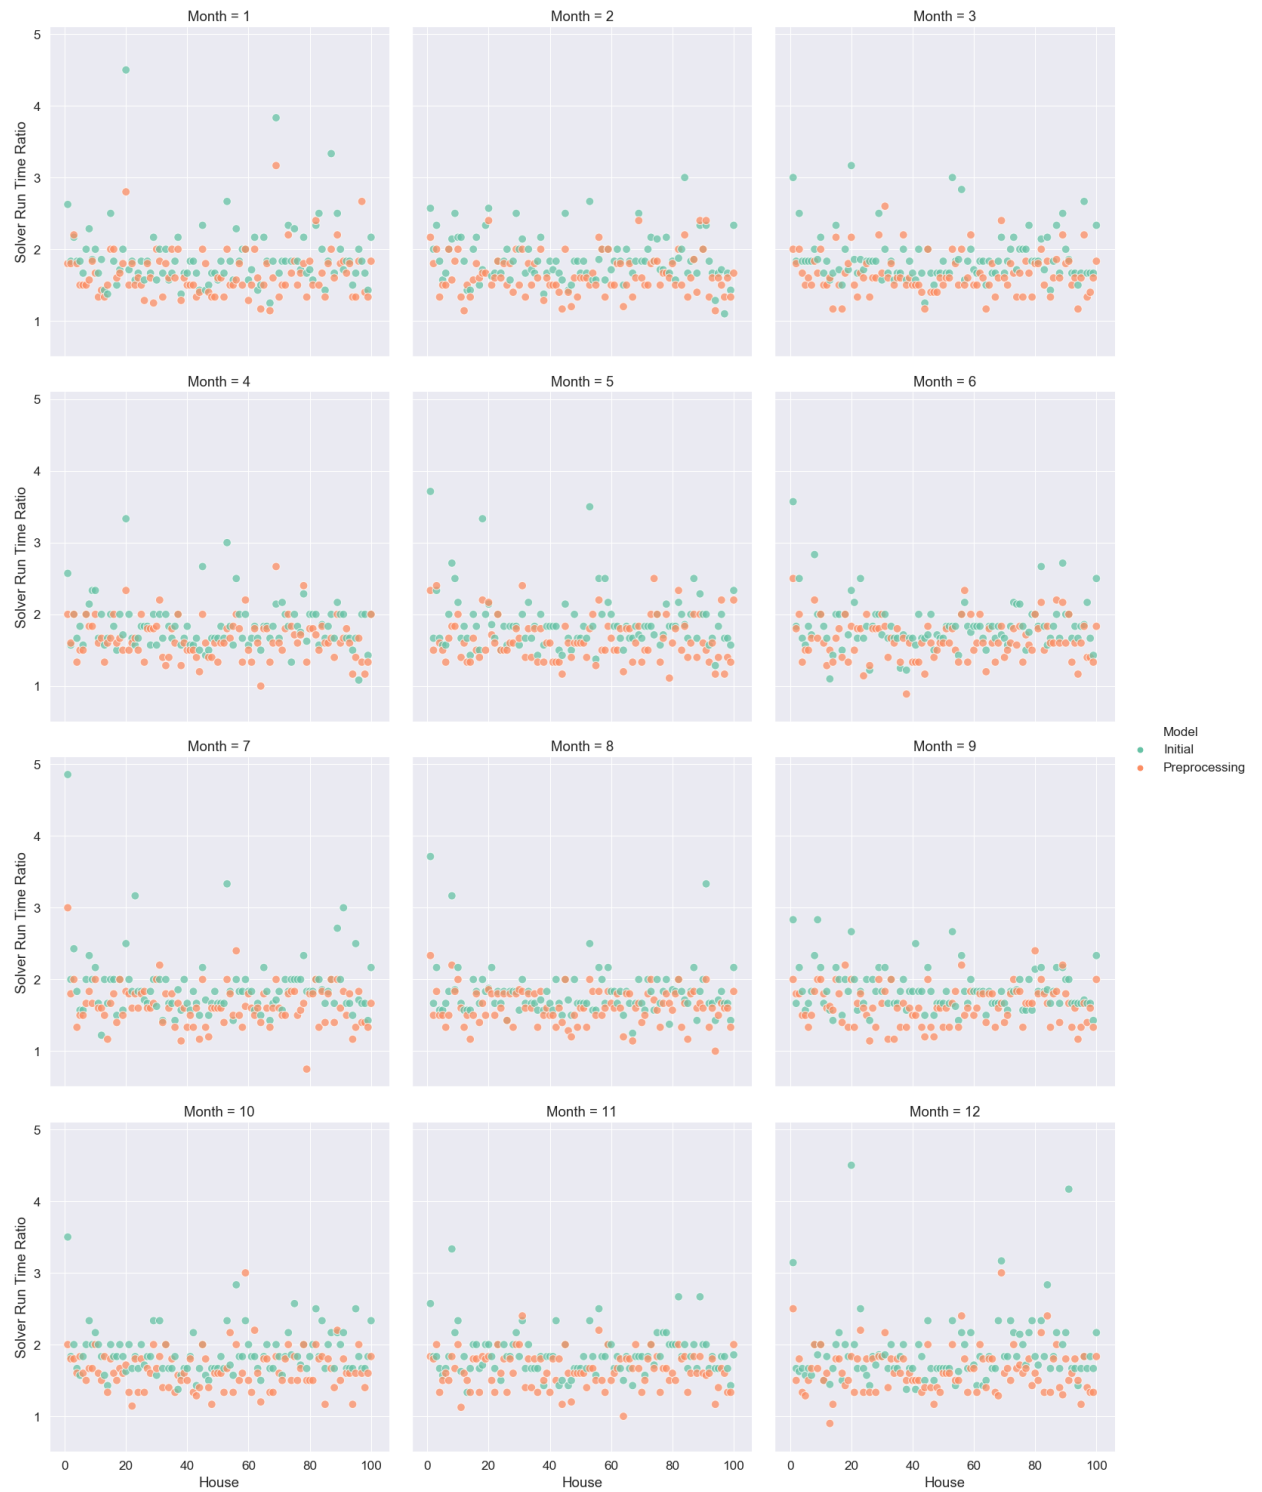 Month = 1
Month = 2
Month = 3
5
4
3
2
1
Solver Run Time Ratio
Month = 4
Month = 5
Month = 6
5
4
3
2
1
Solver Run Time Ratio
Month = 7
Month = 8
Month = 9
5
4
3
2
1
Solver Run Time Ratio
Model
Initial
Preprocessing
Month = 10
Month = 11
Month = 12
5
4
3
2
1
Solver Run Time Ratio
0 20 40 60 80 100
0 20 40 60 80 100
0 20 40 60 80 100
House
House
House